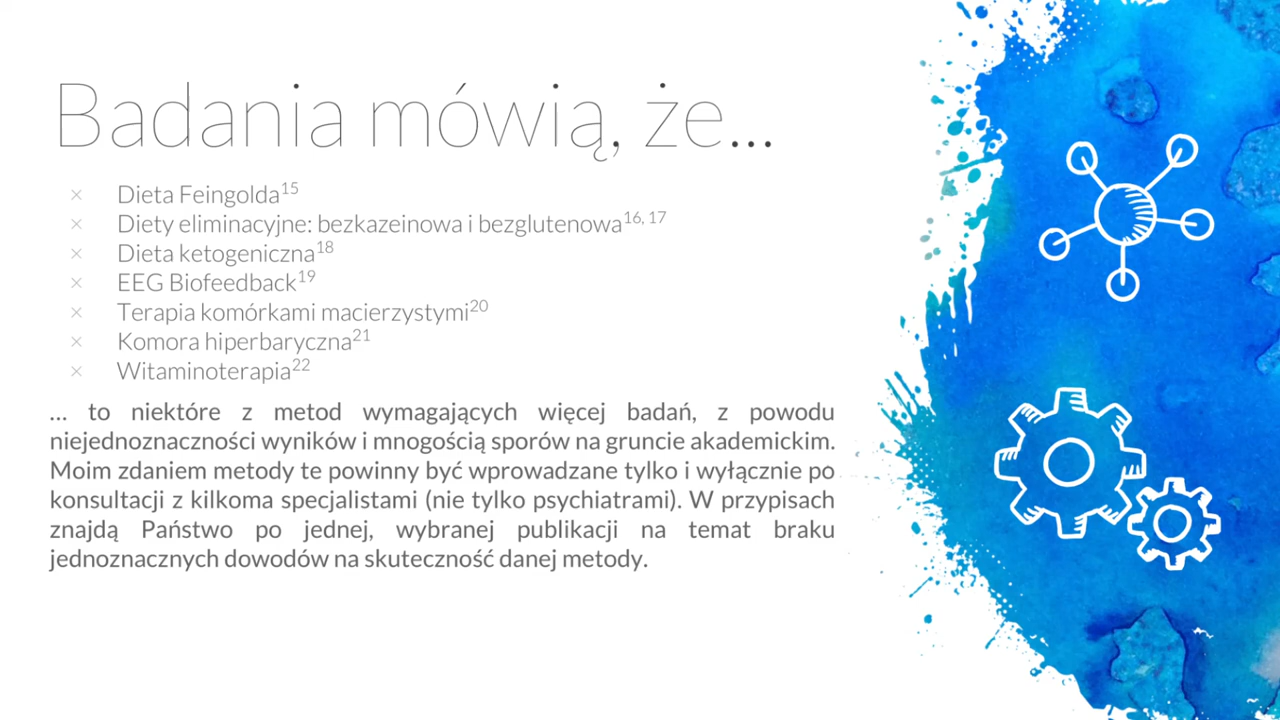 Badania mówią, że...
× Dieta Feingolda15
× Diety eliminacyjne: bezkazeinowa i bezglutenowa16, 17
× Dieta ketogeniczna18
× EEG Biofeedback19
× Terapia komórkami macierzystymi20
× Komora hiperbaryczna21
× Witaminoterapia22
... to niektóre z metod wymagających więcej badań, z powodu
niejednoznaczności wyników i mnogością sporów na gruncie akademickim.
Moim zdaniem metody te powinny być wprowadzane tylko i wyłącznie po
konsultacji z kilkoma specjalistami (nie tylko psychiatrami). W przypisach
znajdą Państwo po jednej, wybranej publikacji na temat braku
jednoznacznych dowodów na skuteczność danej metody.